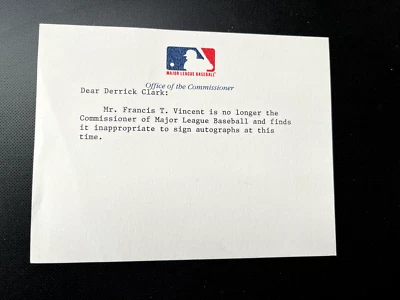 MAJOR LEAGUE BASEBALL
Office of the Commissioner
Dear Derrick Clark:
Mr. Francis T. Vincent is no longer the
Commissioner of Major League Baseball and finds
it inappropriate to sign autographs at this
time.